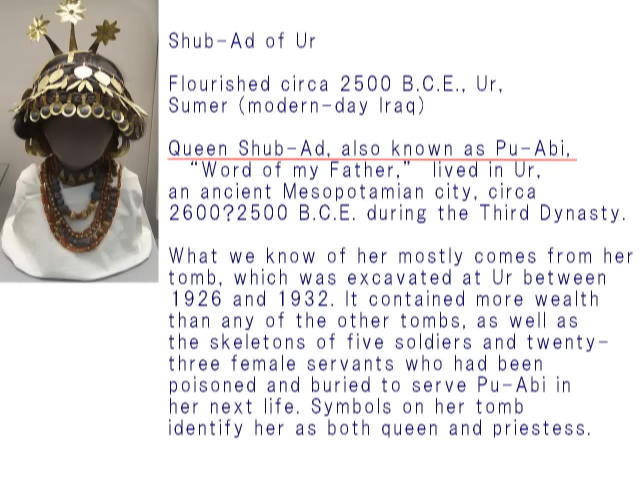 Shub-Ad of Ur
Flourished circa 2500 B.C.E., Ur,
Sumer (modern-day Iraq)
Queen Shub-Ad, also known as Pu-Abi,
“Word of my Father,” lived in Ur,
an ancient Mesopotamian city, circa
2600?2500 B.C.E. during the Third Dynasty.
What we know of her mostly comes from her
tomb, which was excavated at Ur between
1926 and 1932. It contained more wealth
than any of the other tombs, as well as
the skeletons of five soldiers and twenty-
three female servants who had been
poisoned and buried to serve Pu-Abi in
her next life. Symbols on her tomb
identify her as both queen and priestess.